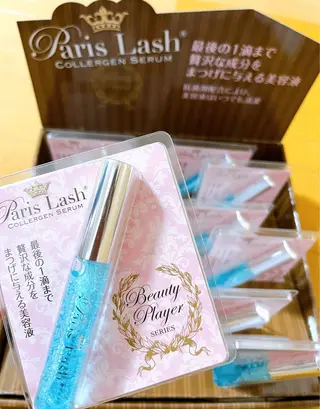 Paris Lash®
COLLERGEN SERUM
最後の1滴まで
贅沢な成分を
まつげに与える美容液
Paris Lash®
COLLERGEN SERUM
最後の1滴まで
贅沢な成分を
まつげに与える美容液
Beauty
Player
SERIES
Paris Lash